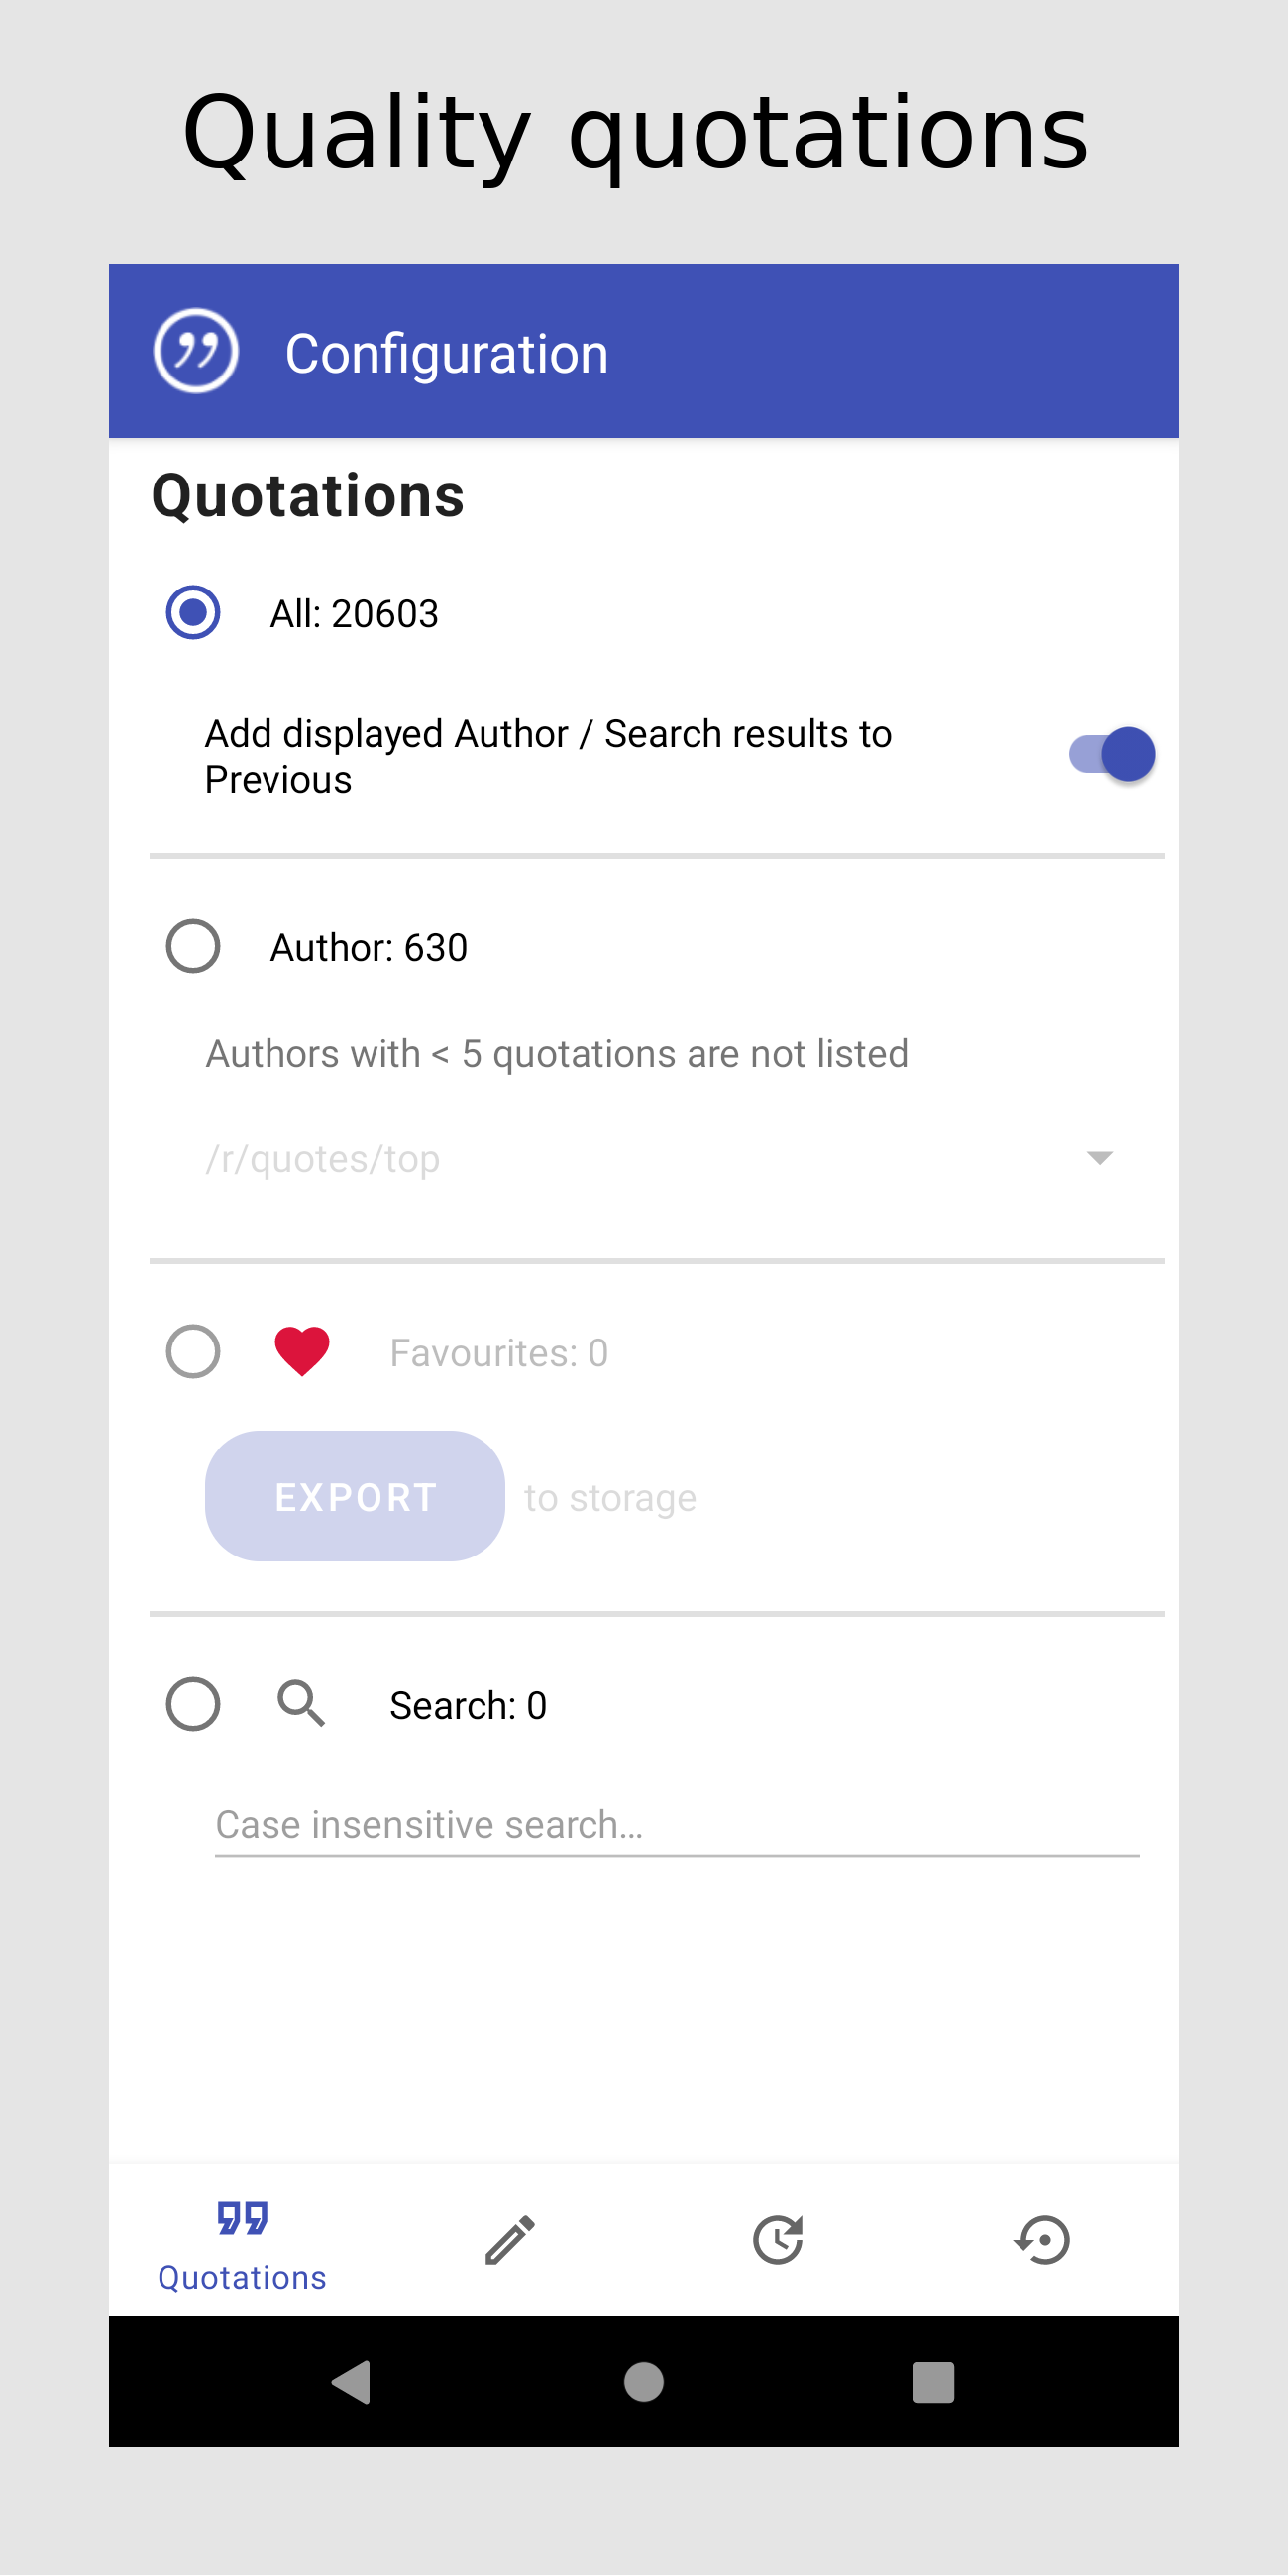 Quality quotations
Configuration
Quotations
All: 20603
Add displayed Author / Search results to
Previous
Author: 630
Authors with < 5 quotations are not listed
/r/quotes/top
Favourites: 0
EXPORT to storage
Search: 0
Case insensitive search...
Quotations